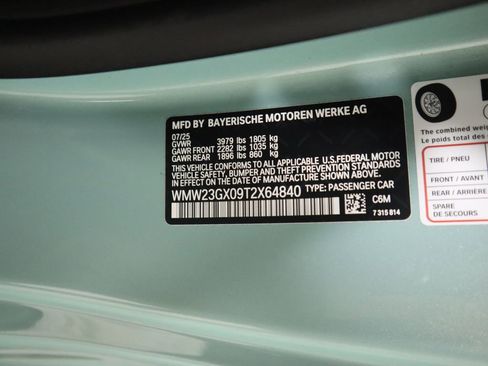 MFD BY BAYERISCHE MOTOREN WERKE AG
07/25
GVWR 3979 lbs 1805 kg
GAWR FRONT 2282 lbs 1035 kg
GAWR REAR 1896 lbs 860 kg
THIS VEHICLE CONFORMS TO ALL APPLICABLE U.S. FEDERAL MOTOR
VEHICLE SAFETY, BUMPER, AND THEFT PREVENTION STANDARDS
IN EFFECT ON THE DATE OF MANUFACTURE SHOWN ABOVE.
WMW23GX09T2X64840 TYPE: PASSENGER CAR
C6M
7 315 814
The combined
Le poids total des
TIRE / PNEU
FRONT / AVANT
REAR / ARRIÈRE
SPARE
DE SECOURS